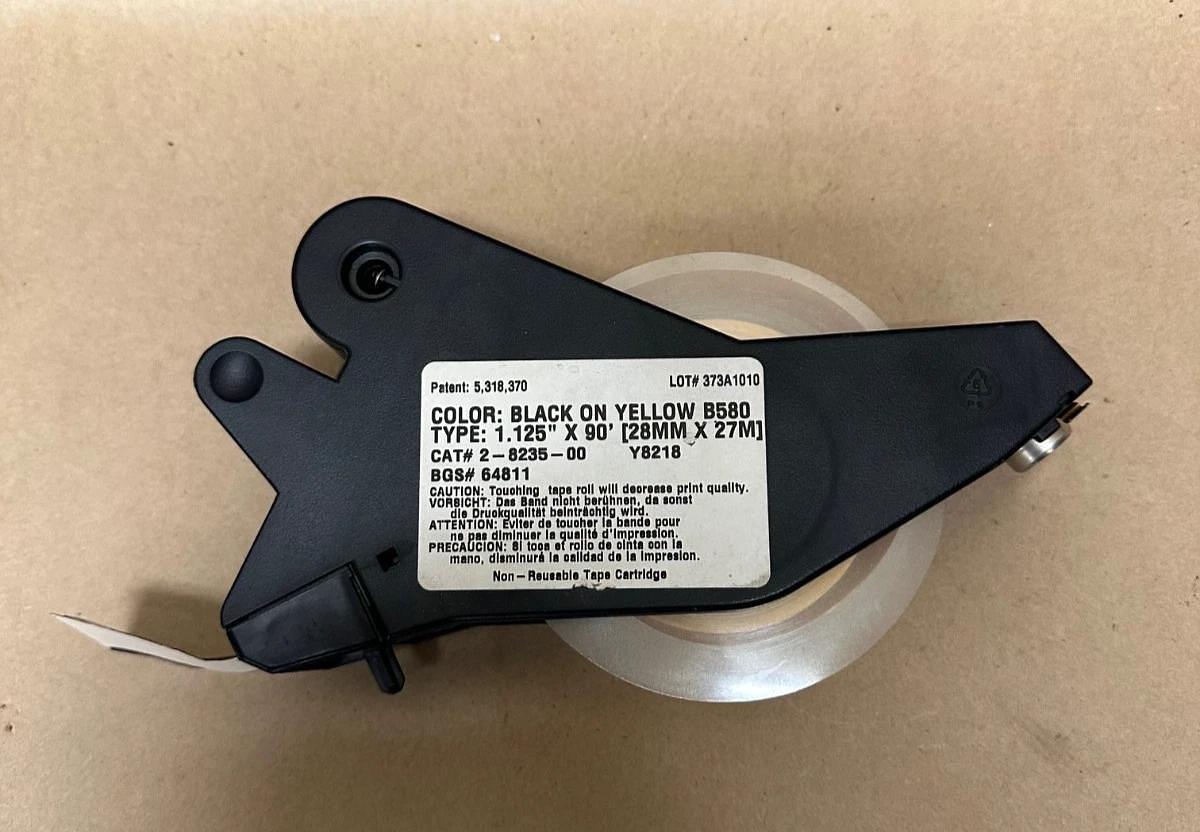 Patent: 5,318,370 LOT# 373A1010
COLOR: BLACK ON YELLOW B580
TYPE: 1.125" X 90' [28MM X 27M]
CAT# 2-8235-00 Y8218
BGS# 64811
CAUTION: Touching tape roll will decrease print quality.
VORSICHT: Das Band nicht berühnen, da sonst
die Druckqualität beinträchtig wird.
ATTENTION: Eviter de toucher la bande pour
ne pas diminuer la qualité d'impression.
PRECAUCION: Si toca et rollo de cinta con la
mano, disminurá la calidad de la impresion.
Non-Reusable Tape Cartridge